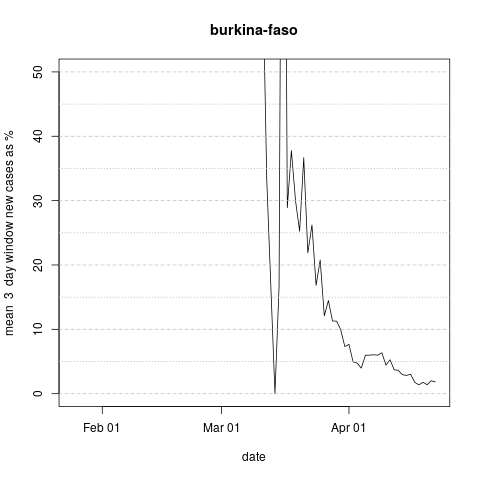 burkina-faso
mean 3 day window new cases as %
50
40
30
20
10
0
Feb 01
Mar 01
Apr 01
date